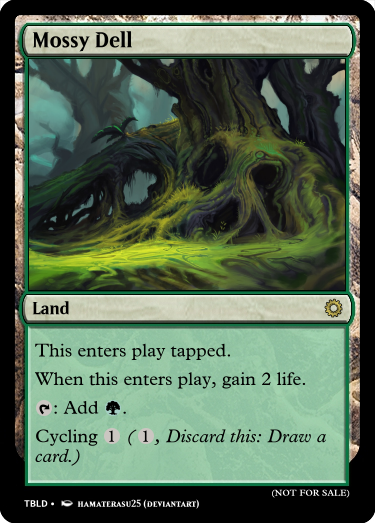 Mossy Dell
Land
This enters play tapped.
When this enters play, gain 2 life.
: Add .
Cycling 1 ( 1 , Discard this: Draw a
card.)
(NOT FOR SALE)
TBLD • HAMATERASU25 (DEVIANTART)